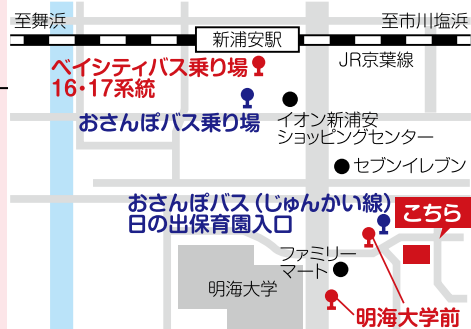 至舞浜
至市川塩浜
新浦安駅
JR京葉線
ベイシティバス乗り場
16・17系統
おさんぽバス乗り場
イオン新浦安
ショッピングセンター
セブンイレブン
おさんぽバス（じゅんかい線）
日の出保育園入口
こちら
ファミリー
マート
明海大学
明海大学前